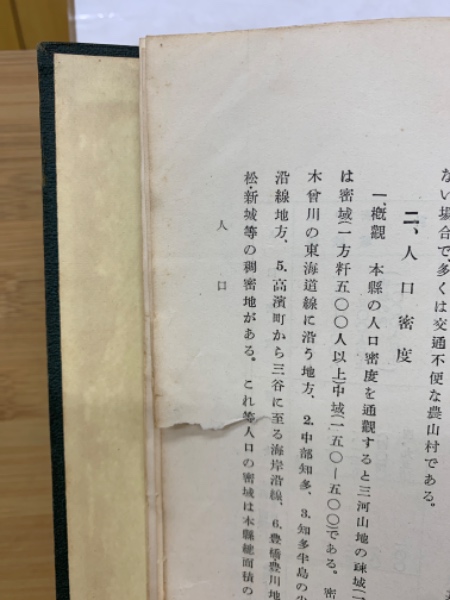 ない場合で、多くは交通不便な農山村である。
二、人口密度
一、概觀 本縣の人口密度を通觀すると三河山地の疎域(一
は密域(一方粁五〇〇人以上)中域(一五〇―五〇〇)である。密
木曾川の東海道線に沿う地方、 2.中部知多、 3.知多半島の
沿線地方、 5.高濱町から三谷に至る海岸沿線、 6.豊橋・豊川地
松・新城等の稠密地がある。これ等人口の密域は本縣總面積の
人口